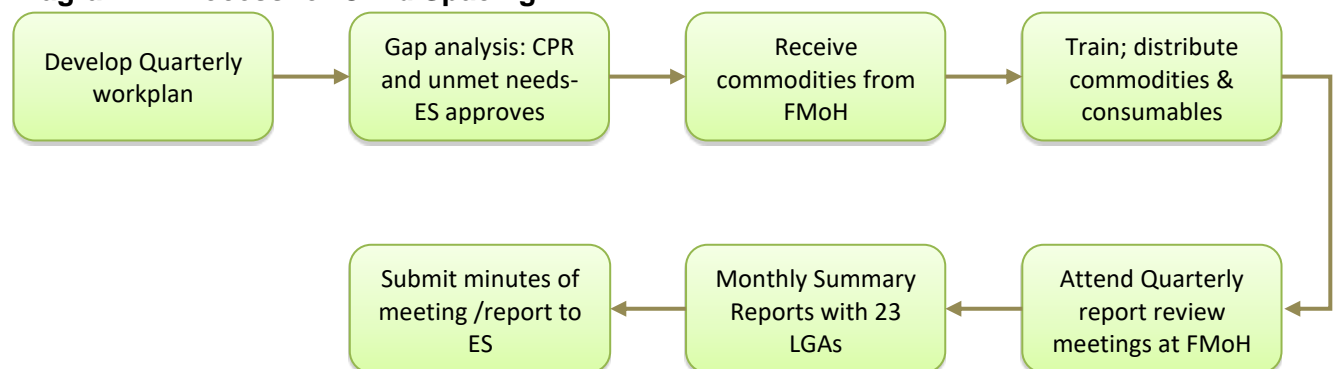 Develop Quarterly
workplan
Gap analysis: CPR
and unmet needs-
ES approves
Receive
commodities from
FMoH
Train; distribute
commodities &
consumables
Attend Quarterly
report review
meetings at FMoH
Monthly Summary
Reports with 23
LGAs
Submit minutes of
meeting /report to
ES